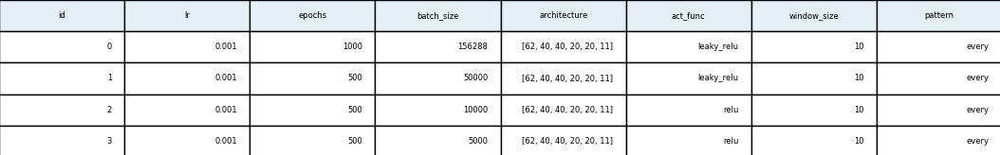 id lr epochs batch_size architecture act_func window_size pattern
0 0.001 1000 156288 [62, 40, 40, 20, 20, 11] leaky_relu 10 every
1 0.001 500 50000 [62, 40, 40, 20, 20, 11] leaky_relu 10 every
2 0.001 500 10000 [62, 40, 40, 20, 20, 11] relu 10 every
3 0.001 500 5000 [62, 40, 40, 20, 20, 11] relu 10 every